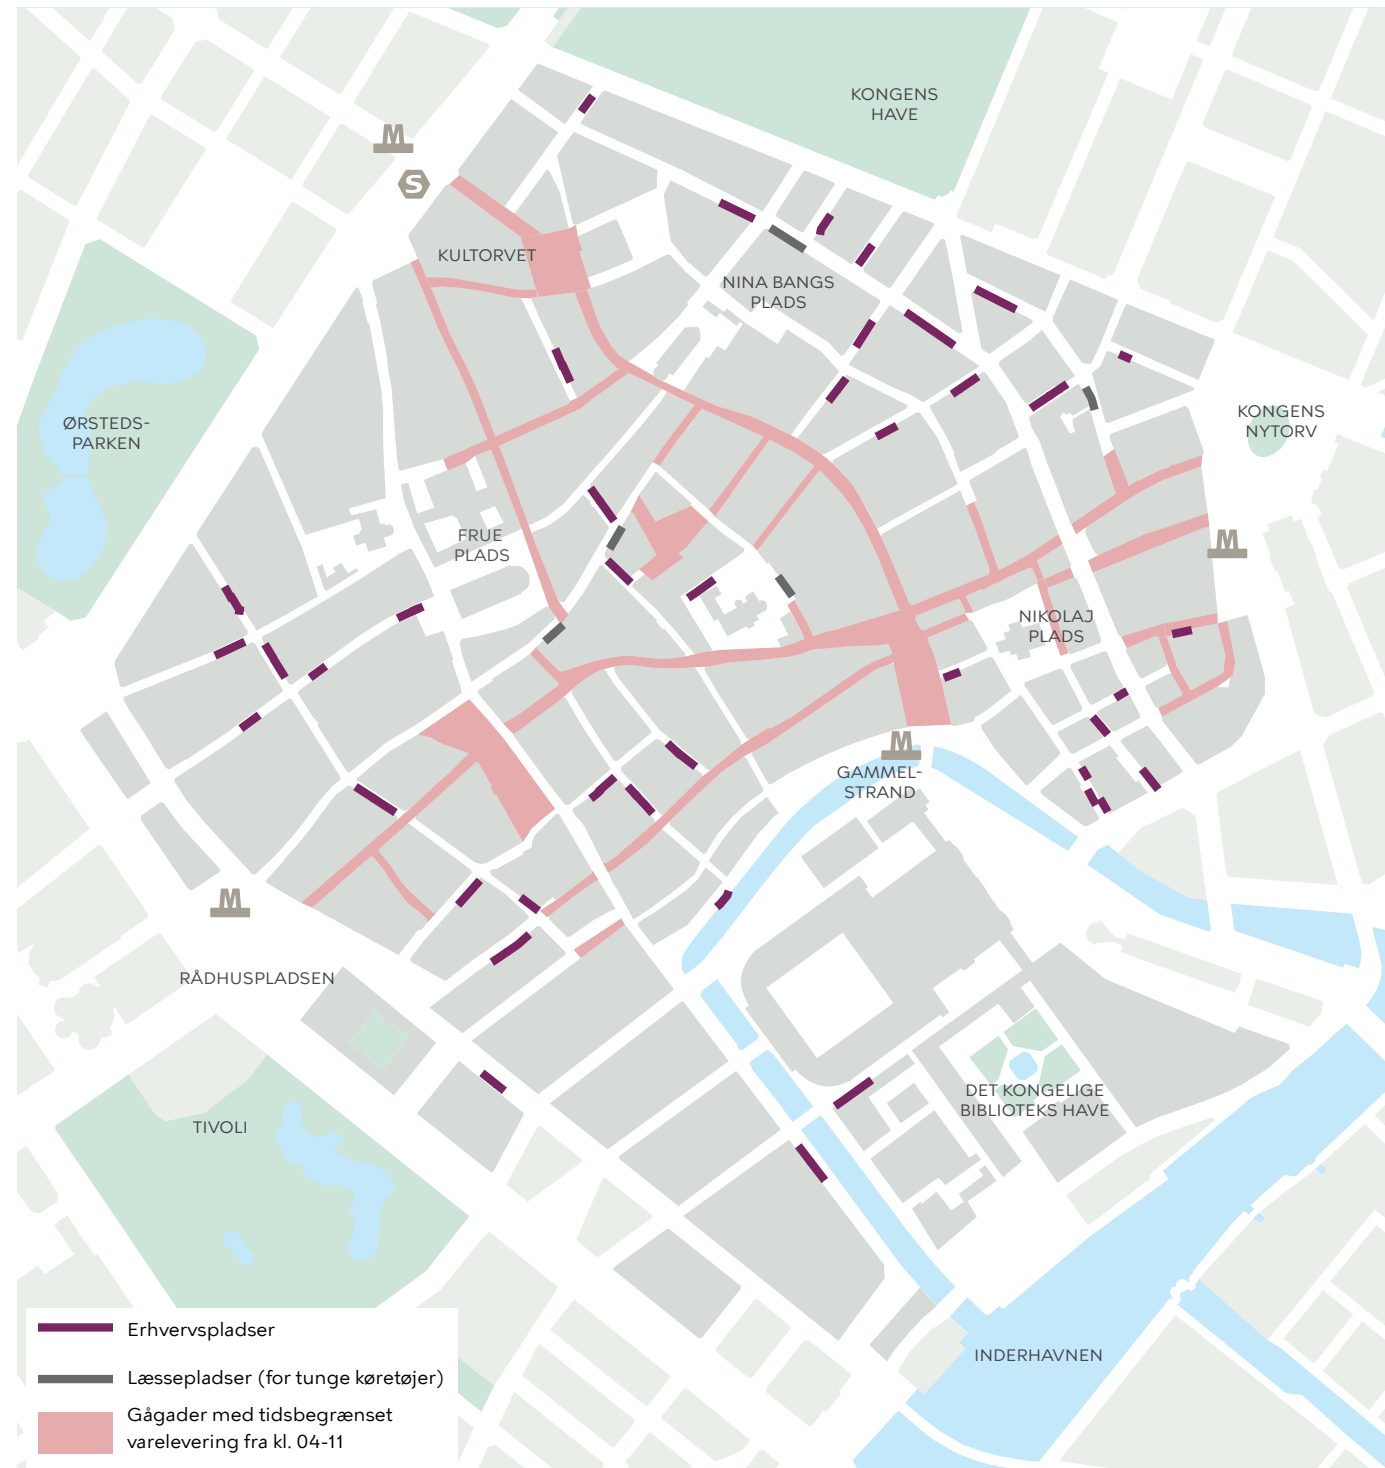 KONGENS
HAVE
M
S
KULTORVET
NINA BANGS
PLADS
ØRSTEDS-
PARKEN
KONGENS
NYTORV
FRUE
PLADS
M
NIKOLAJ
PLADS
M
GAMMEL-
STRAND
M
RÅDHUSPLADSEN
DET KONGELIGE
BIBLIOTEKS HAVE
TIVOLI
INDERHAVNEN
Erhvervspladser
Læssepladser (for tunge køretøjer)
Gågader med tidsbegrænset
varelevering fra kl. 04-11